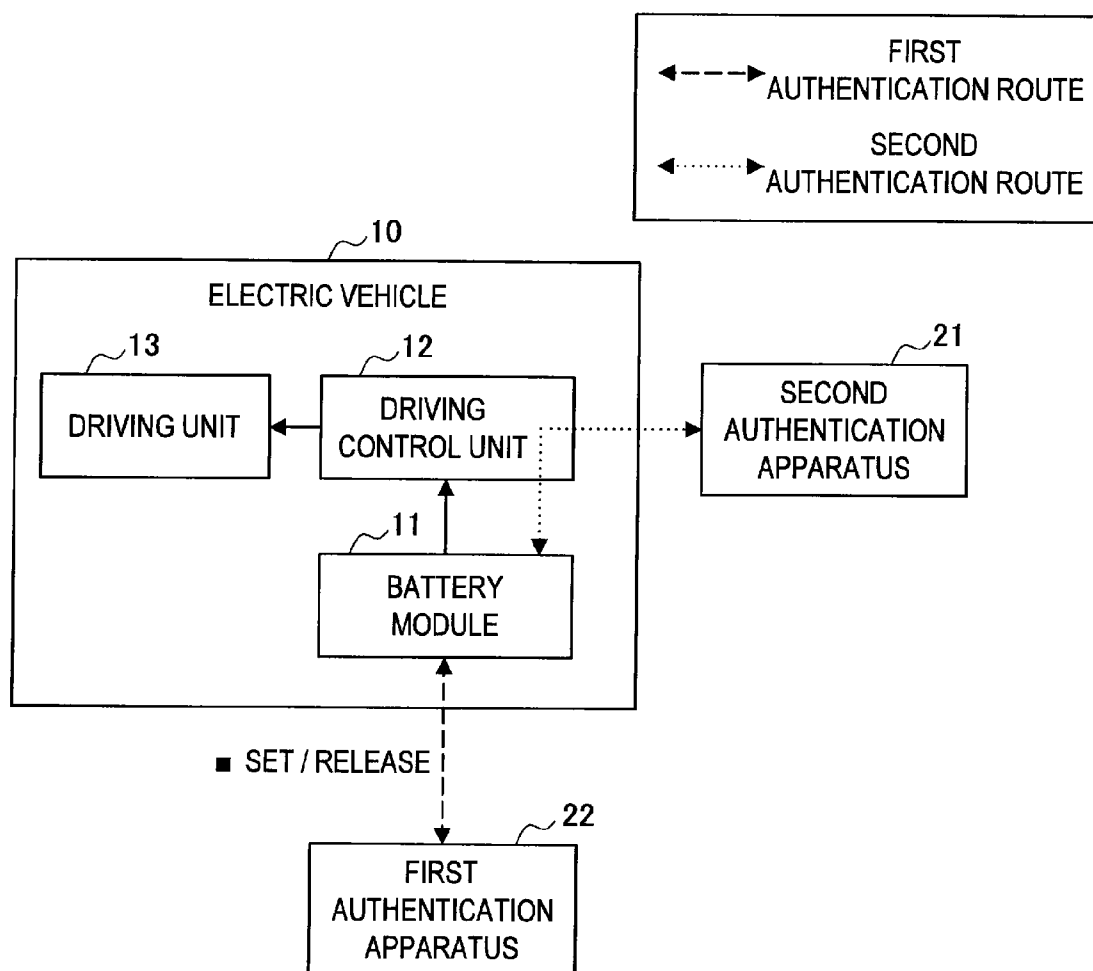 FIRST
AUTHENTICATION ROUTE
SECOND
AUTHENTICATION ROUTE
10
ELECTRIC VEHICLE
13
12
21
DRIVING UNIT
DRIVING
CONTROL UNIT
SECOND
AUTHENTICATION
APPARATUS
11
BATTERY
MODULE
■ SET / RELEASE
22
FIRST
AUTHENTICATION
APPARATUS